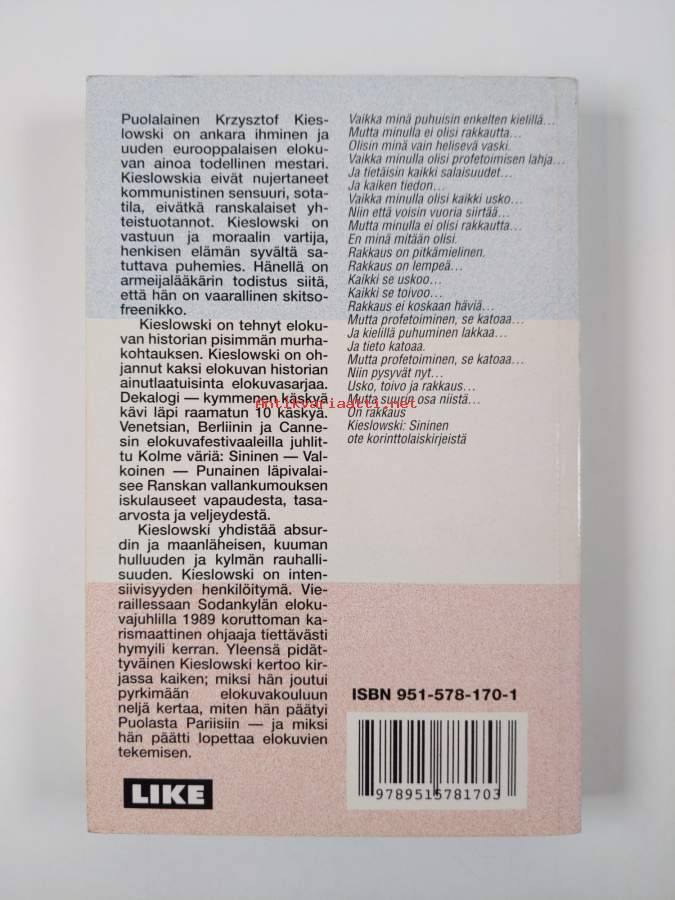 Puolalainen Krzysztof Kies-
lowski on ankara ihminen ja
uuden eurooppalaisen eloku-
van ainoa todellinen mestari.
Kieslowskia eivät nujertaneet
kommunistinen sensuuri, sota-
tila, eivätkä ranskalaiset yh-
teistuotannot. Kieslowski on
vastuun ja moraalin vartija,
henkisen elämän syvältä sa-
tuttava puhemies. Hänellä on
armeijalääkärin todistus siitä,
että hän on vaarallinen skitso-
freenikko.
Kieslowski on tehnyt eloku-
van historian pisimmän murha-
kohtauksen. Kieslowski on oh-
jannut kaksi elokuvan historian
ainutlaatuisinta elokuvasarjaa.
Dekalogi — kymmenen käskyä
kävi läpi raamatun 10 käskyä.
Venetsian, Berliinin ja Canne-
sin elokuvafestivaaleilla juhlit-
tu Kolme väriä: Sininen — Val-
koinen — Punainen läpivalai-
see Ranskan vallankumouksen
iskulauseet vapaudesta, tasa-
arvosta ja veljeydestä.
Kieslowski yhdistää absur-
din ja maanläheisen, kuuman
hulluuden ja kylmän rauhalli-
suuden. Kieslowski on inten-
siivisyyden henkilöitymä. Vie-
raillessaan Sodankylän eloku-
vajuhlilla 1989 koruttoman ka-
rismaattinen ohjaaja tiettävästi
hymyili kerran. Yleensä pidät-
tyväinen Kieslowski kertoo kir-
jassa kaiken; miksi hän joutui
pyrkimään elokuvakouluun
neljä kertaa, miten hän päätyi
Puolasta Pariisiin — ja miksi
hän päätti lopettaa elokuvien
tekemisen.
LIKE
Vaikka minä puhuisin enkelten kielillä...
Mutta minulla ei olisi rakkautta...
Olisin minä vain helisevä vaski.
Vaikka minulla olisi profetoimisen lahja...
Ja tietäisin kaikki salaisuudet...
Ja kaiken tiedon...
Vaikka minulla olisi kaikki usko...
Niin että voisin vuoria siirtää...
Mutta minulla ei olisi rakkautta...
En minä mitään olisi.
Rakkaus on pitkämielinen.
Rakkaus on lempeä...
Kaikki se uskoo...
Kaikki se toivoo...
Rakkaus ei koskaan häviä...
Mutta profetoiminen, se katoaa...
Ja kielillä puhuminen lakkaa...
Ja tieto katoaa.
Mutta profetoiminen, se katoaa...
Niin pysyvät nyt...
Usko, toivo ja rakkaus...
Mutta suurin osa niistä...
On rakkaus
Kieslowski: Sininen
ote korinttolaiskirjeistä
Antikvariaatti.net
ISBN 951-578-170-1
9789515781703